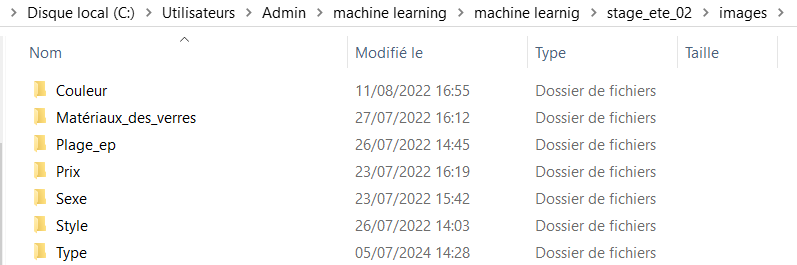 Disque local (C:) > Utilisateurs > Admin > machine learning > machine learnig > stage_ete_02 > images >
Nom Modifié le Type Taille
Couleur 11/08/2022 16:55 Dossier de fichiers
Matériaux_des_verres 27/07/2022 16:12 Dossier de fichiers
Plage_ep 26/07/2022 14:45 Dossier de fichiers
Prix 23/07/2022 16:19 Dossier de fichiers
Sexe 23/07/2022 15:42 Dossier de fichiers
Style 26/07/2022 14:03 Dossier de fichiers
Type 05/07/2024 14:28 Dossier de fichiers